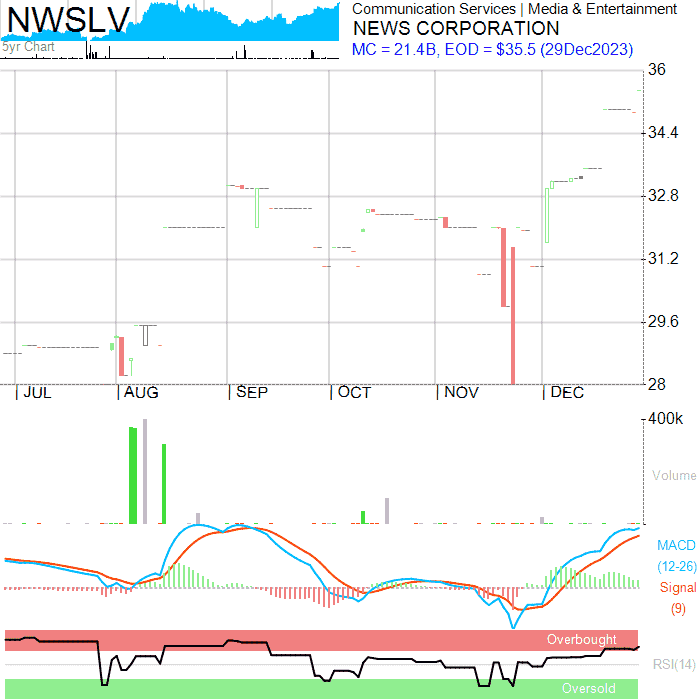 NWSLV
5yr Chart
Communication Services | Media & Entertainment
NEWS CORPORATION
MC = 21.4B, EOD = $35.5 (29Dec2023)
36
34.4
32.8
31.2
29.6
28
| JUL | AUG | SEP | OCT | NOV | DEC
400k
Volume
MACD
(12-26)
Signal
(9)
Overbought
RSI(14)
Oversold